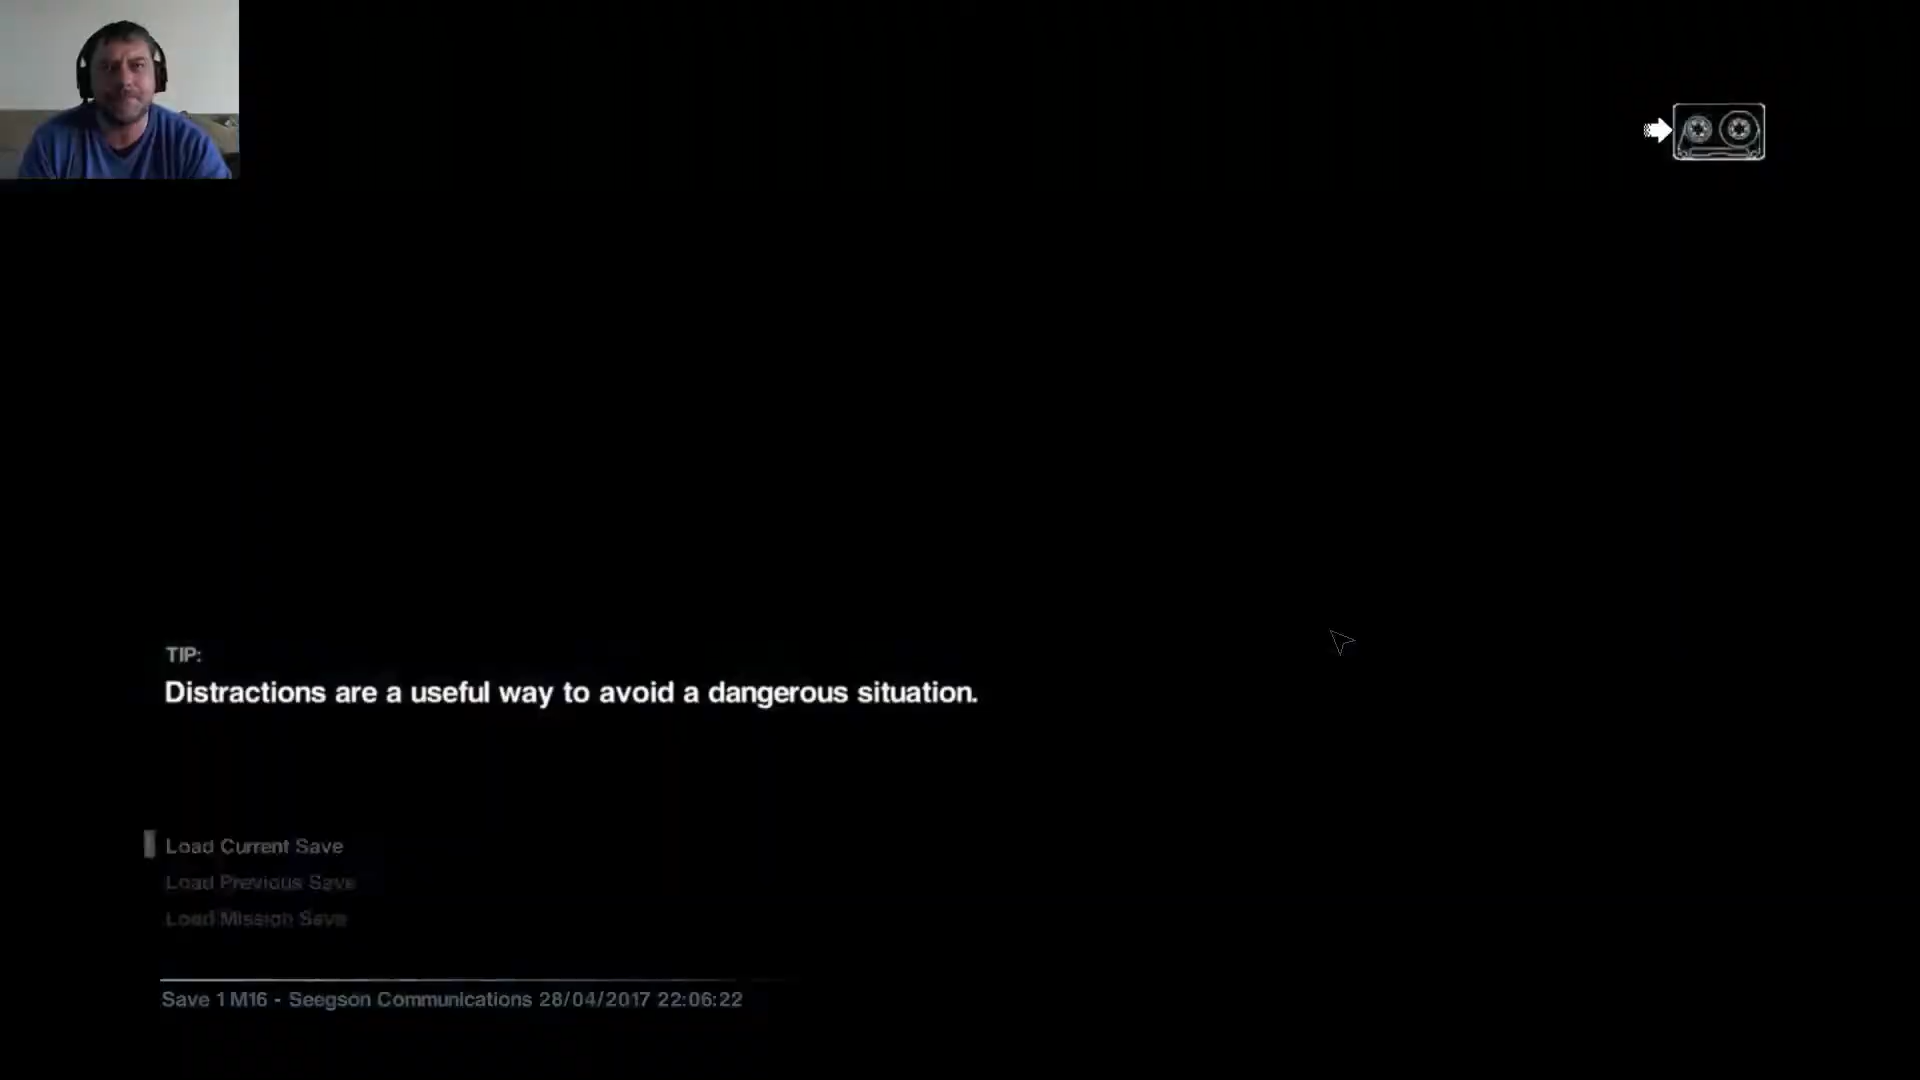 TIP:
Distractions are a useful way to avoid a dangerous situation.
Load Current Save
Load Previous Save
Load Mission Save
Save 1 M16 - Seegson Communications 28/04/2017 22:06:22